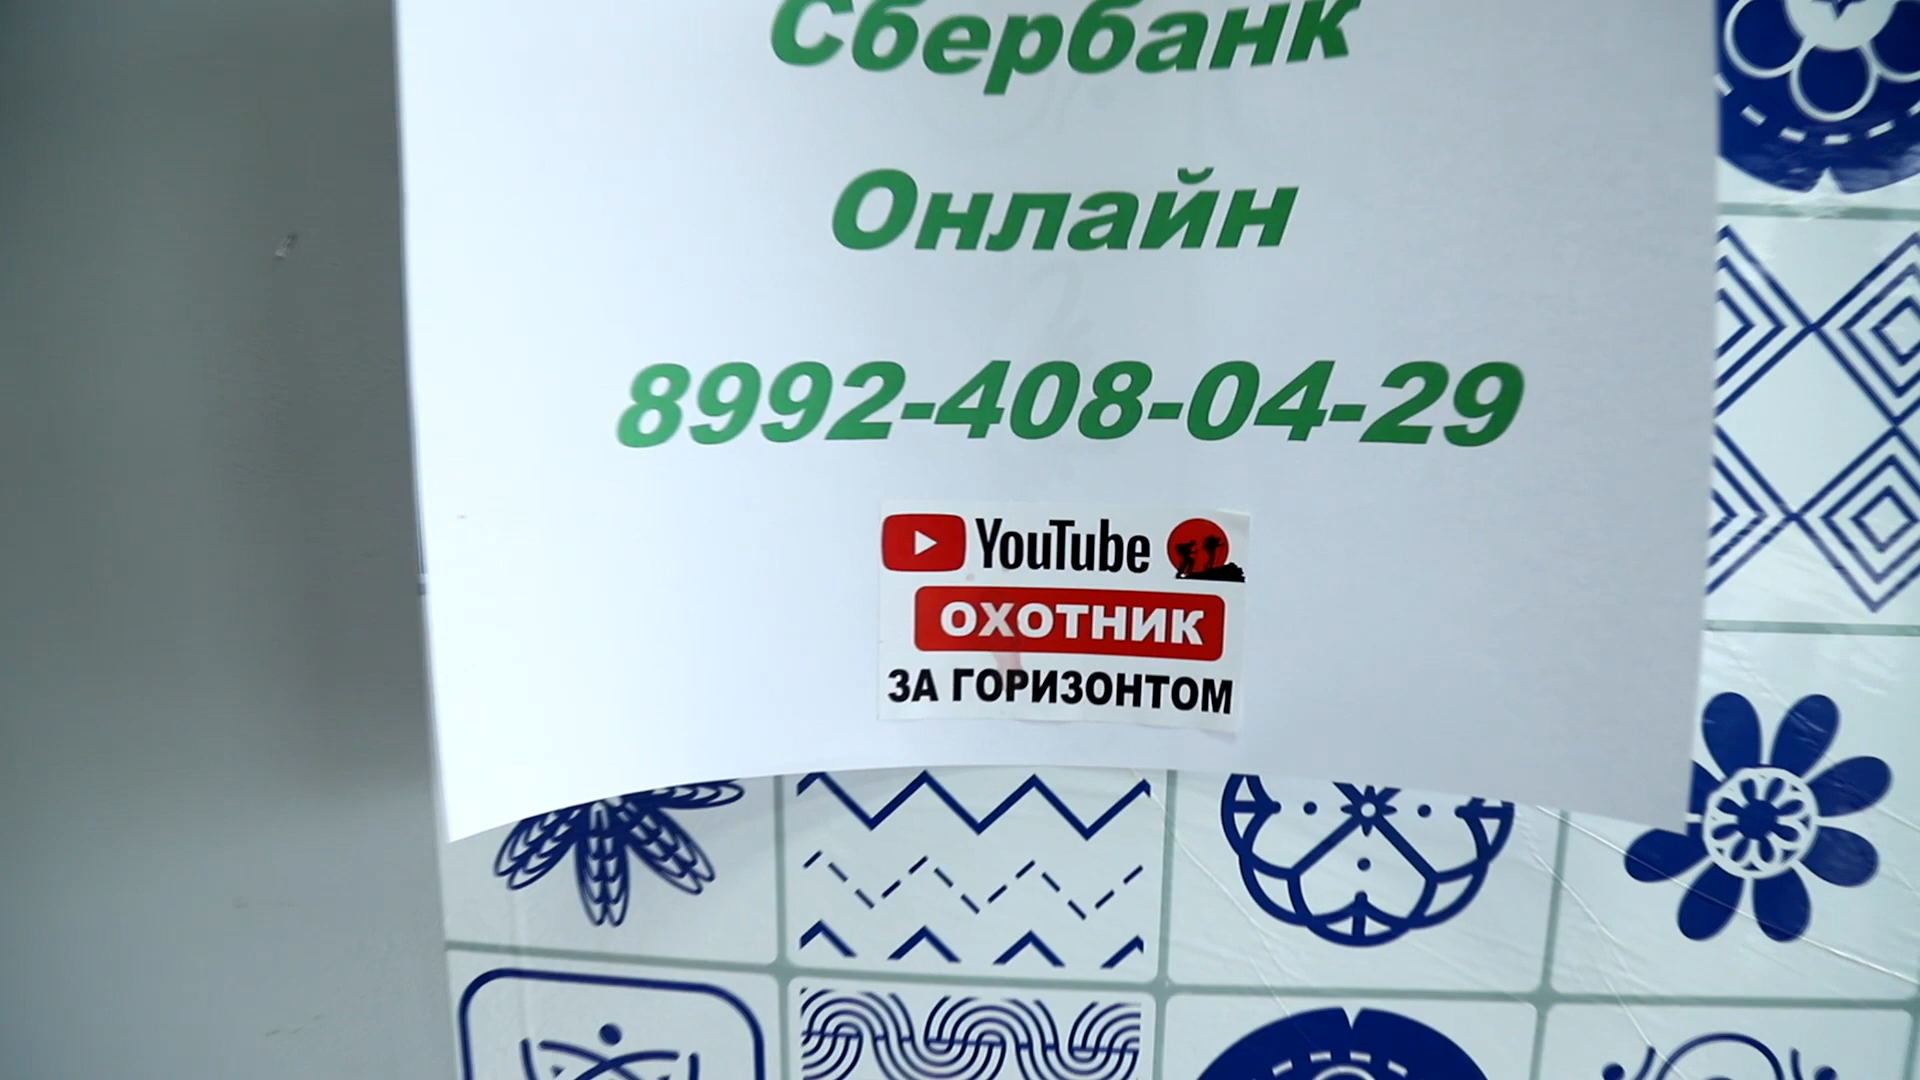 Сбербанк
Онлайн
8992-408-04-29
YouTube
ОХОТНИК
ЗА ГОРИЗОНТОМ